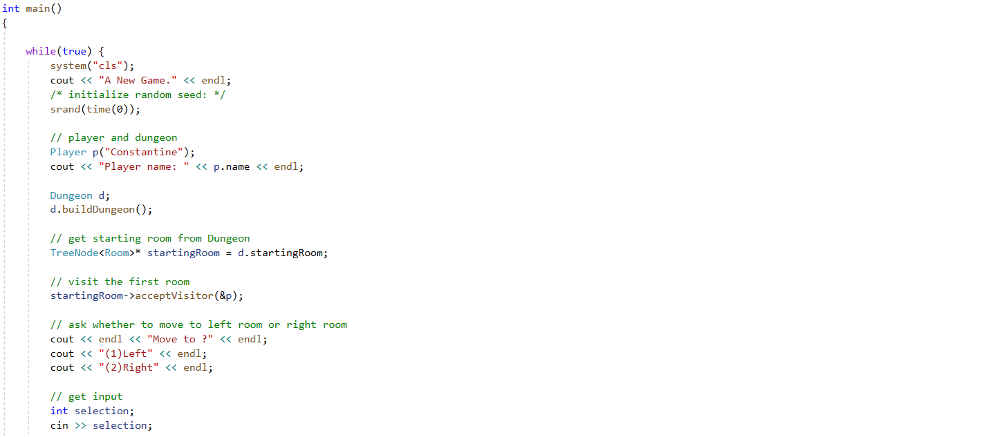 int main()
{
while(true) {
system("cls");
cout << "A New Game." << endl;
/* initialize random seed: */
srand(time(0));
// player and dungeon
Player p("Constantine");
cout << "Player name: " << p.name << endl;
Dungeon d;
d.buildDungeon();
// get starting room from Dungeon
TreeNode<Room>* startingRoom = d.startingRoom;
// visit the first room
startingRoom->acceptVisitor(&p);
// ask whether to move to left room or right room
cout << endl << "Move to ?" << endl;
cout << "(1)Left" << endl;
cout << "(2)Right" << endl;
// get input
int selection;
cin >> selection;